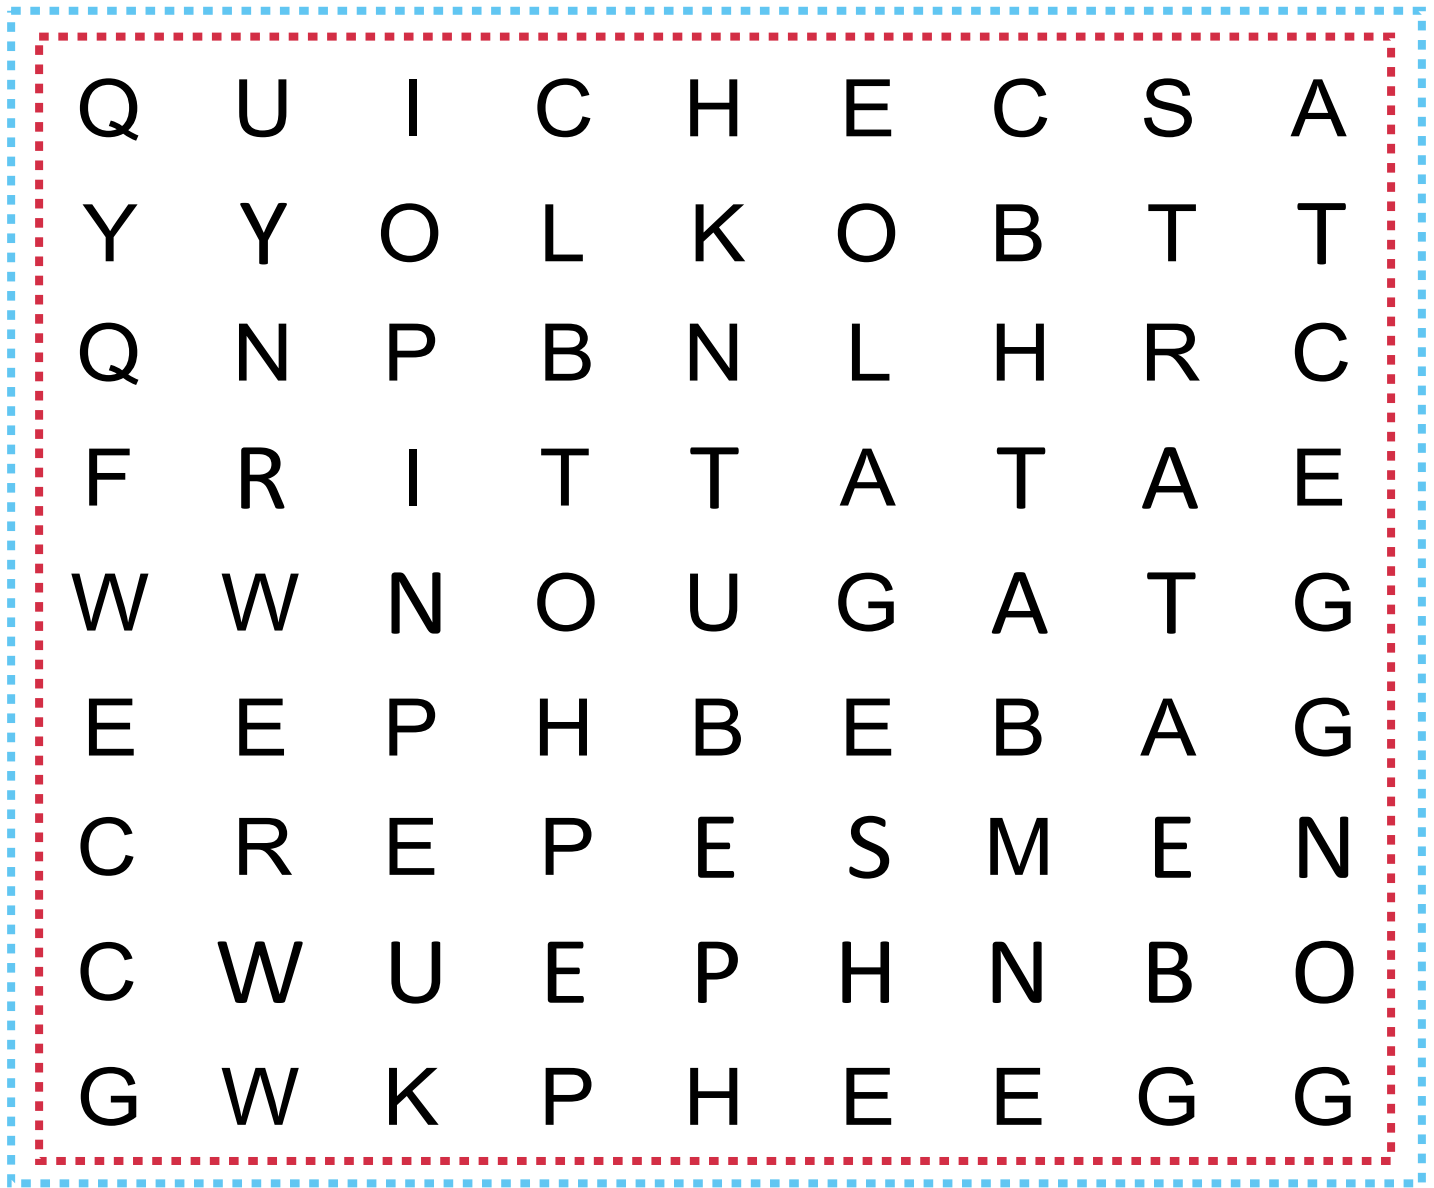 Q U I C H E C S A
Y Y O L K O B T T
Q N P B N L H R C
F R I T T A T A E
W W N O U G A T G
E E P H B E B A G
C R E P E S M E N
C W U E P H N B O
G W K P H E E G G